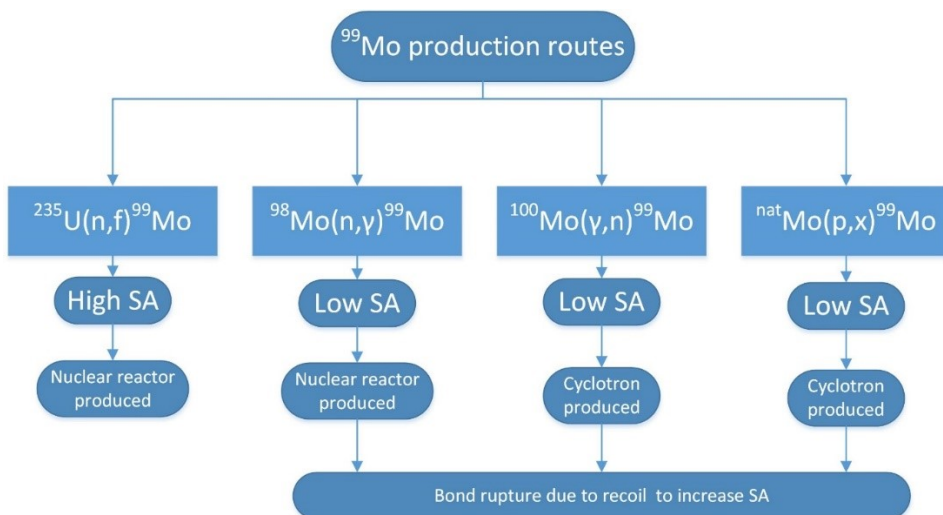 ⁹⁹Mo production routes
²³⁵U(n,f)⁹⁹Mo
⁹⁸Mo(n,γ)⁹⁹Mo
¹⁰⁰Mo(γ,n)⁹⁹Mo
ⁿᵃᵗMo(p,x)⁹⁹Mo
High SA
Low SA
Low SA
Low SA
Nuclear reactor
produced
Nuclear reactor
produced
Cyclotron
produced
Cyclotron
produced
Bond rupture due to recoil to increase SA